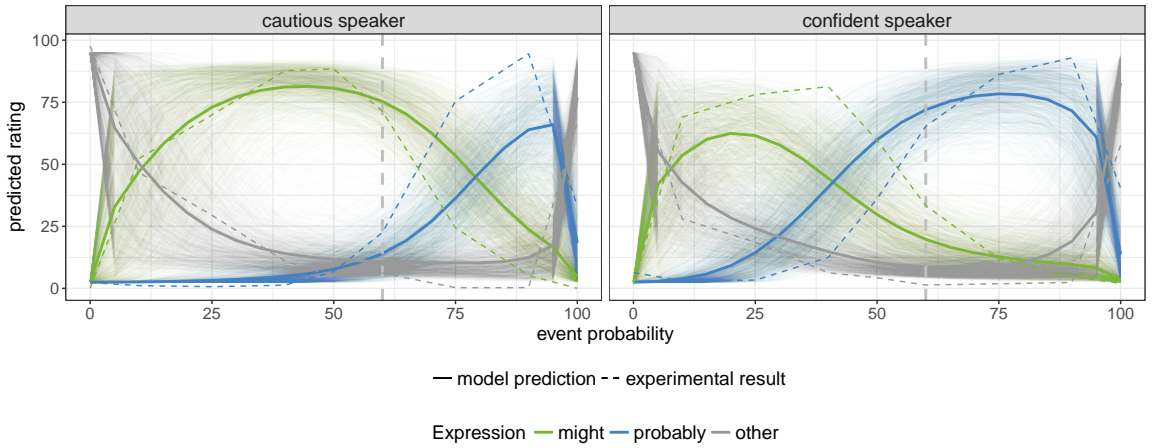 cautious speaker
confident speaker
predicted rating
100
75
50
25
0
0 25 50 75 100
0 25 50 75 100
event probability
model prediction experimental result
Expression might probably other